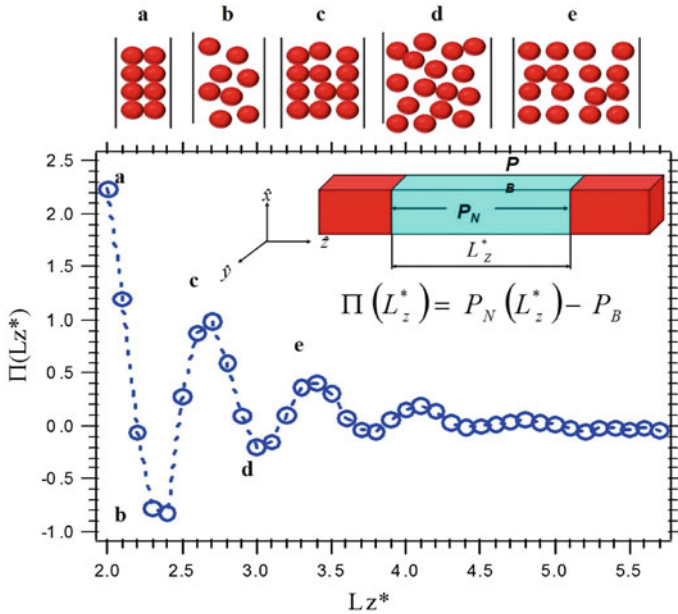 a b c d e
2.5
2.0
1.5
1.0
0.5
0.0
-0.5
-1.0
Π(Lz*)
a
b
c
d
e
P
B
P_N
L*_z
x̂
ŷ
ẑ
Π(L*_z) = P_N(L*_z) − P_B
2.0 2.5 3.0 3.5 4.0 4.5 5.0 5.5
Lz*